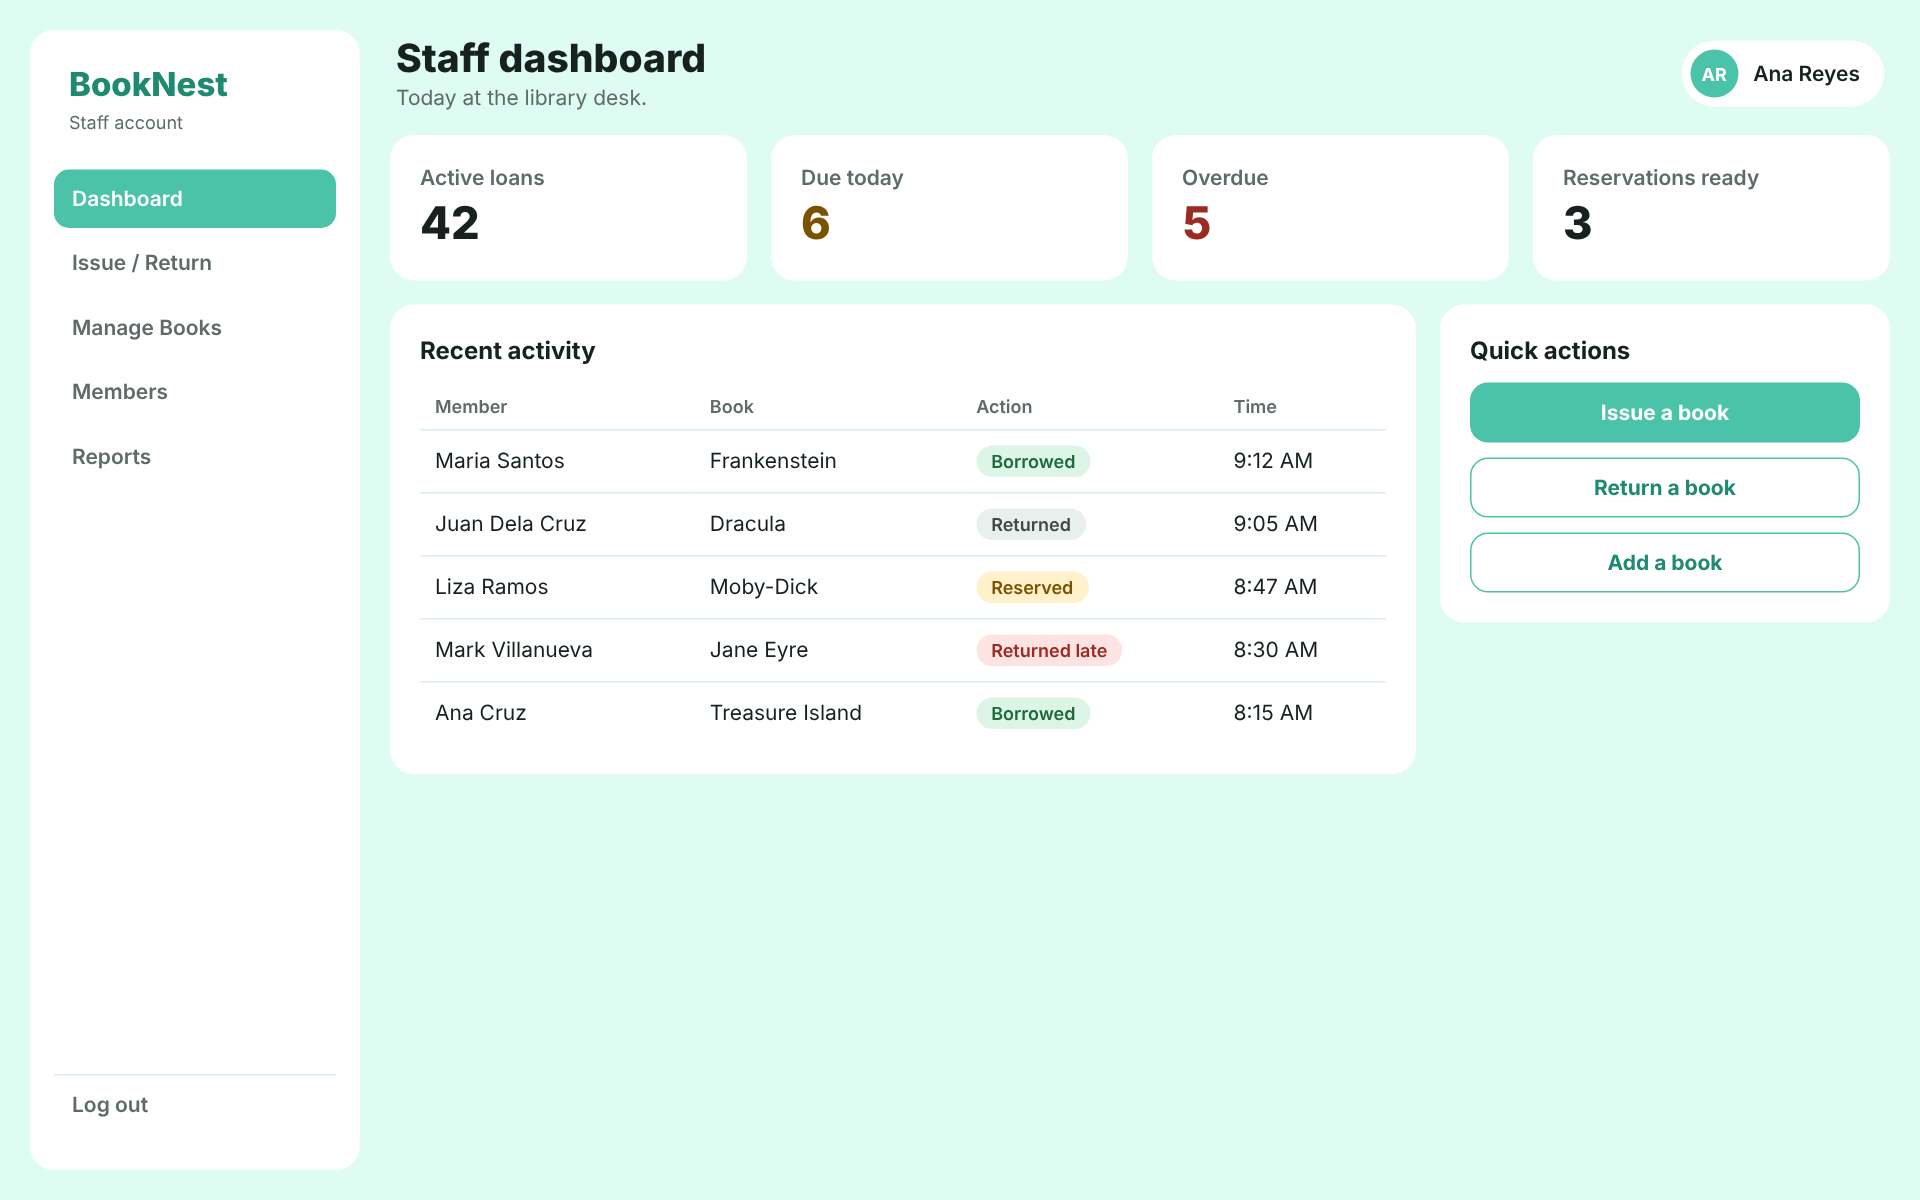 BookNest
Staff account
Dashboard
Issue / Return
Manage Books
Members
Reports
Log out
Staff dashboard
Today at the library desk.
AR Ana Reyes
Active loans
42
Due today
6
Overdue
5
Reservations ready
3
Recent activity
Member Book Action Time
Maria Santos Frankenstein Borrowed 9:12 AM
Juan Dela Cruz Dracula Returned 9:05 AM
Liza Ramos Moby-Dick Reserved 8:47 AM
Mark Villanueva Jane Eyre Returned late 8:30 AM
Ana Cruz Treasure Island Borrowed 8:15 AM
Quick actions
Issue a book
Return a book
Add a book